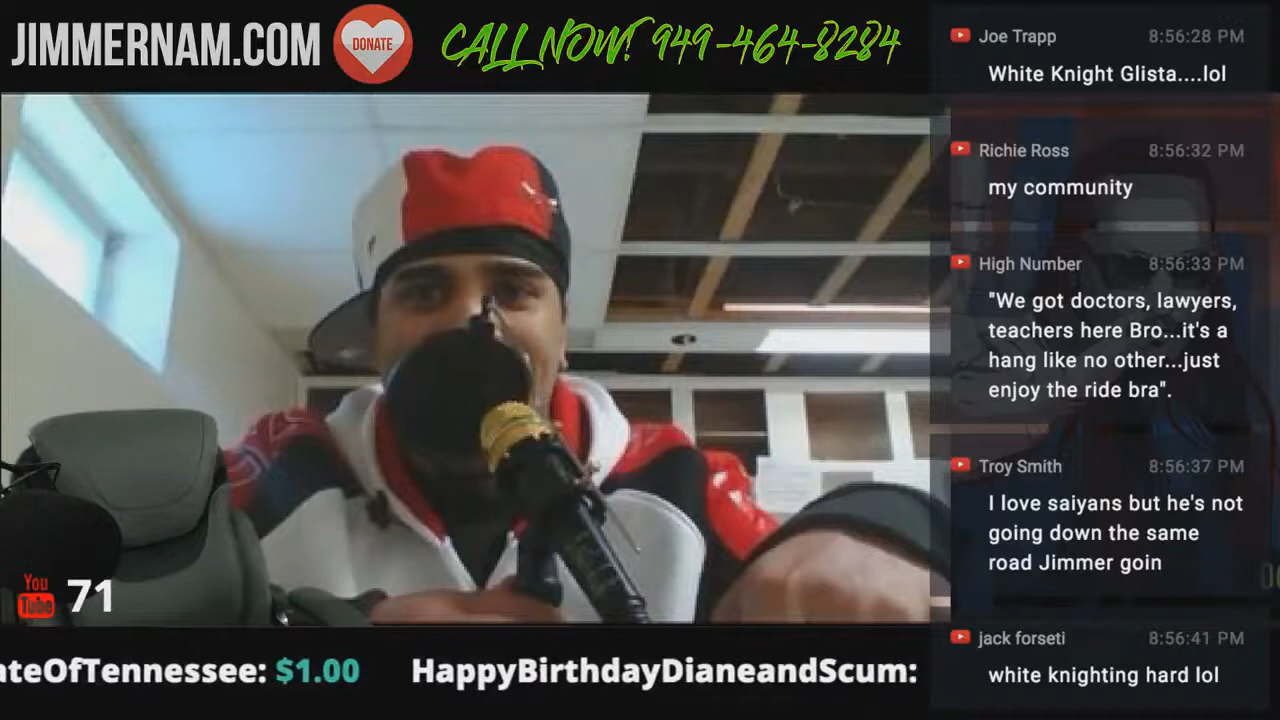 JIMMERNAM.COM
DONATE
CALL NOW! 949-464-8284
Joe Trapp 8:56:28 PM
White Knight Glista....lol
Richie Ross 8:56:32 PM
my community
High Number 8:56:33 PM
"We got doctors, lawyers,
teachers here Bro...it's a
hang like no other...just
enjoy the ride bra".
Troy Smith 8:56:37 PM
I love saiyans but he's not
going down the same
road Jimmer goin
jack forseti 8:56:41 PM
white knighting hard lol
You
Tube 71
ateOfTennessee: $1.00 HappyBirthdayDianeandScum: